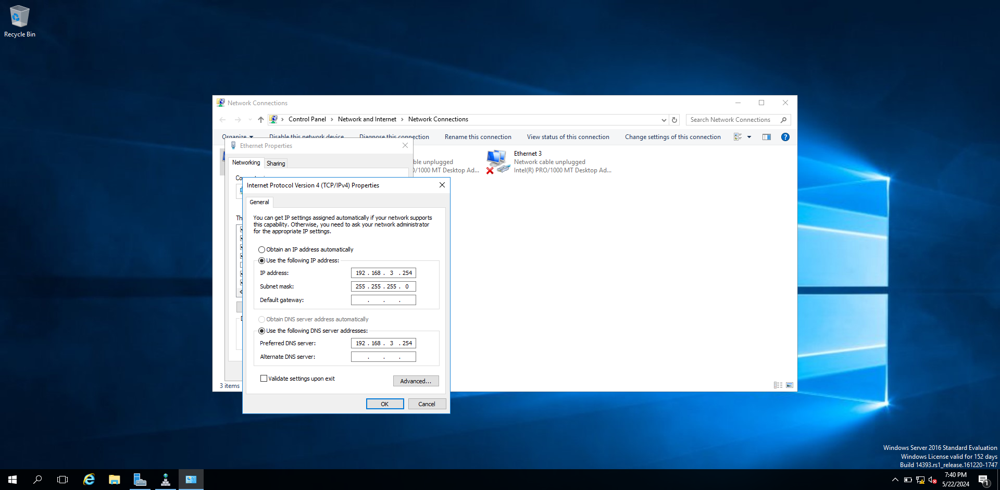 Recycle Bin
Network Connections
Control Panel
Network and Internet
Network Connections
Search Network Connections
Organize
Disable this network device
Diagnose this connection
Rename this connection
View status of this connection
Change settings of this connection
Ethernet Properties
Networking
Sharing
ble unplugged
/1000 MT Desktop Ad...
Ethernet 3
Network cable unplugged
Intel(R) PRO/1000 MT Desktop Ad...
Internet Protocol Version 4 (TCP/IPv4) Properties
General
You can get IP settings assigned automatically if your network supports
this capability. Otherwise, you need to ask your network administrator
for the appropriate IP settings.
Obtain an IP address automatically
Use the following IP address:
IP address:
192 . 168 . 3 . 254
Subnet mask:
255 . 255 . 255 . 0
Default gateway:
. . .
Obtain DNS server address automatically
Use the following DNS server addresses:
Preferred DNS server:
192 . 168 . 3 . 254
Alternate DNS server:
. . .
Validate settings upon exit
Advanced...
OK
Cancel
3 items
Windows Server 2016 Standard Evaluation
Windows License valid for 152 days
Build 14393.rs1_release.161220-1747
7:40 PM
5/22/2024
1